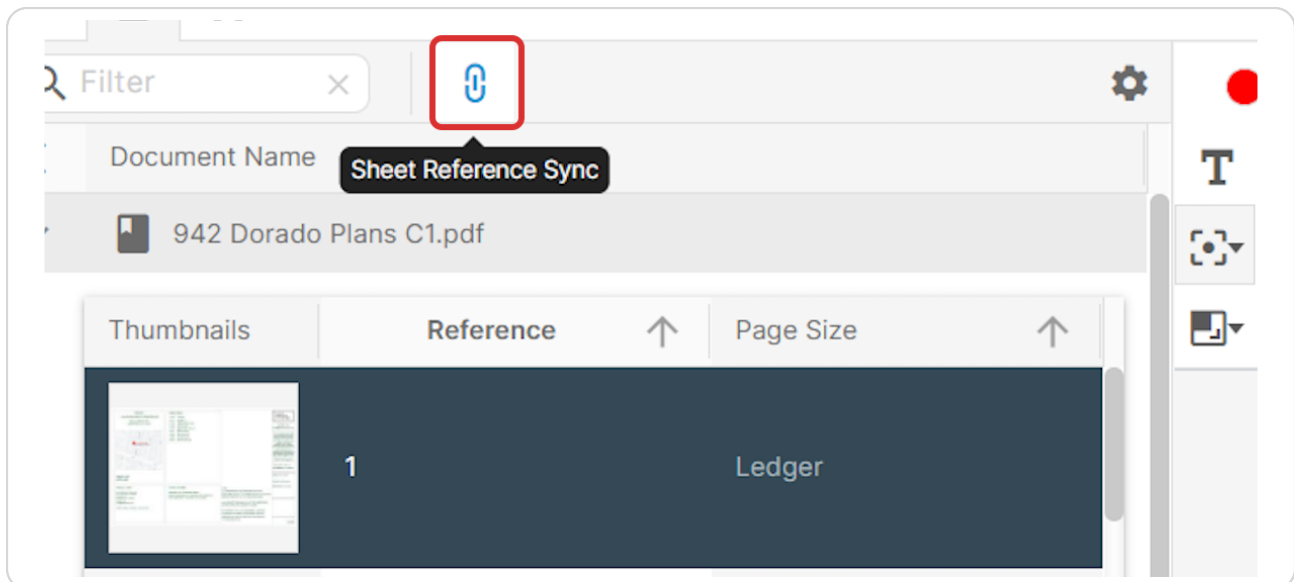 Filter
Document Name
Sheet Reference Sync
942 Dorado Plans C1.pdf
Thumbnails Reference Page Size
1 Ledger
T